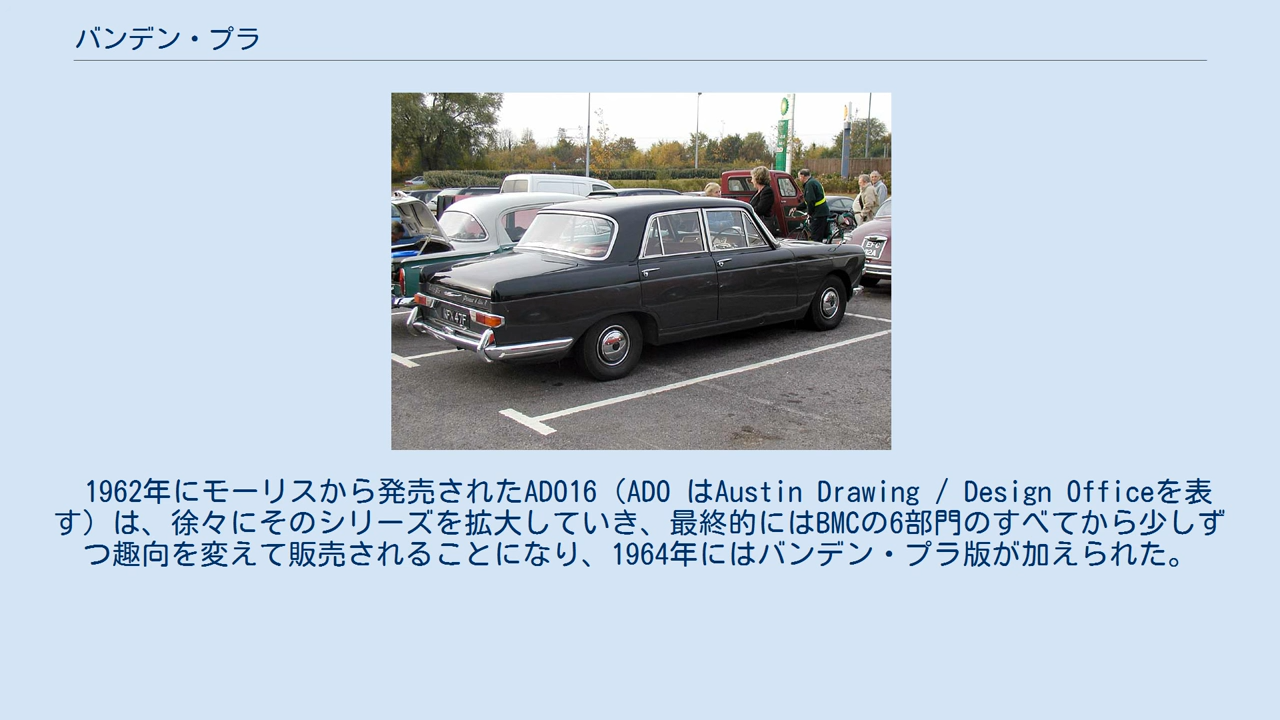 バンデン・プラ
1962年にモーリスから発売されたADO16（ADO はAustin Drawing / Design Officeを表
す）は、徐々にそのシリーズを拡大していき、最終的にはBMCの6部門のすべてから少しず
つ趣向を変えて販売されることになり、1964年にはバンデン・プラ版が加えられた。